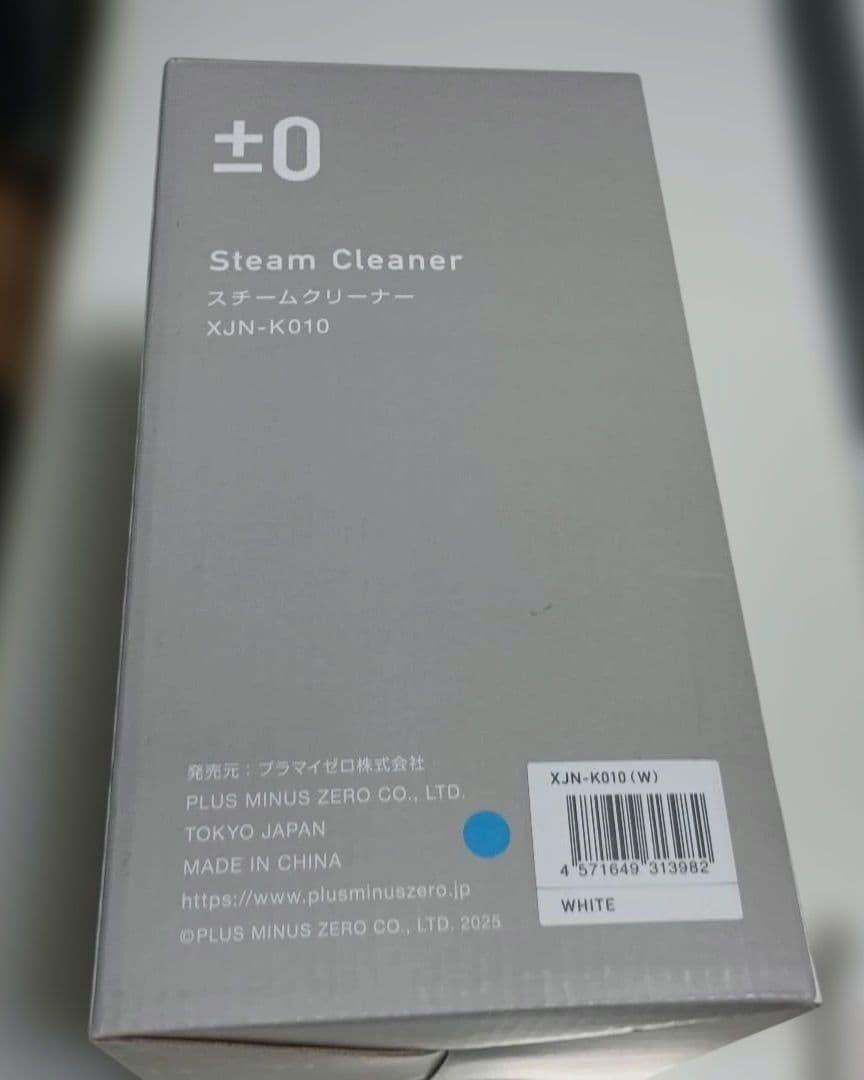 ±0
Steam Cleaner
スチームクリーナー
XJN-K010
発売元：プラマイゼロ株式会社
PLUS MINUS ZERO CO., LTD.
TOKYO JAPAN
MADE IN CHINA
https://www.plusminuszero.jp
©PLUS MINUS ZERO CO., LTD. 2025
XJN-K010(W)
4 571649 313982
WHITE